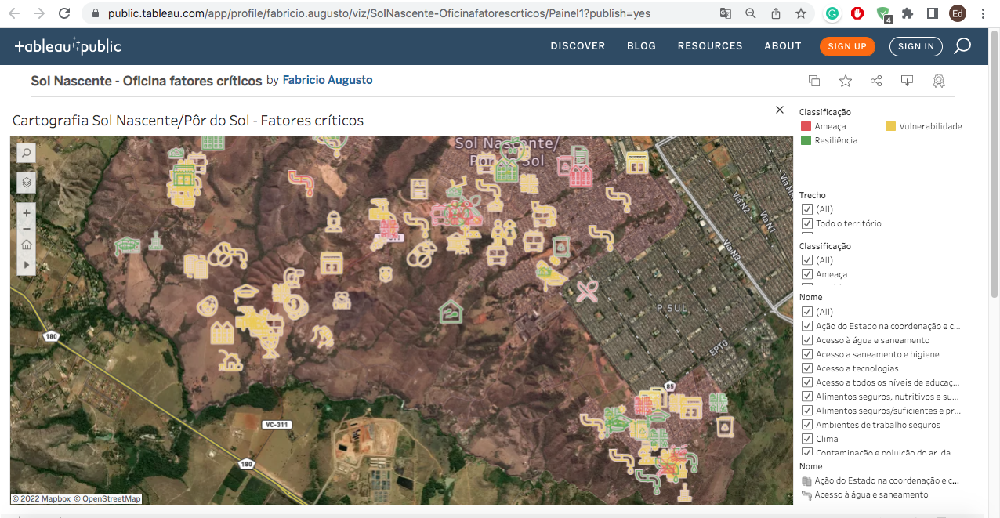 public.tableau.com/app/profile/fabricio.augusto/viz/SolNascente-Oficinafatorescrticos/Painel1?publish=yes
4
Ed
+ableau+public
DISCOVER
BLOG
RESOURCES
ABOUT
SIGN UP
SIGN IN
Sol Nascente - Oficina fatores críticos by Fabricio Augusto
Cartografia Sol Nascente/Pôr do Sol - Fatores críticos
Classificação
Ameaça
Vulnerabilidade
Resiliência
Trecho
(All)
Todo o território
Classificação
(All)
Ameaça
Nome
(All)
Ação do Estado na coordenação e c...
Acesso à água e saneamento
Acesso a saneamento e higiene
Acesso a tecnologias
Acesso a todos os níveis de educaç...
Alimentos seguros, nutritivos e su...
Alimentos seguros/suficientes e pr...
Ambientes de trabalho seguros
Clima
Contaminação e poluição do ar, da
Nome
Ação do Estado na coordenação e c...
Acesso à água e saneamento
Sol Nascente/
Sol
Via N2
Via N1
Via N3
P SUL
EPTG
85
180
VC-311
180
© 2022 Mapbox © OpenStreetMap